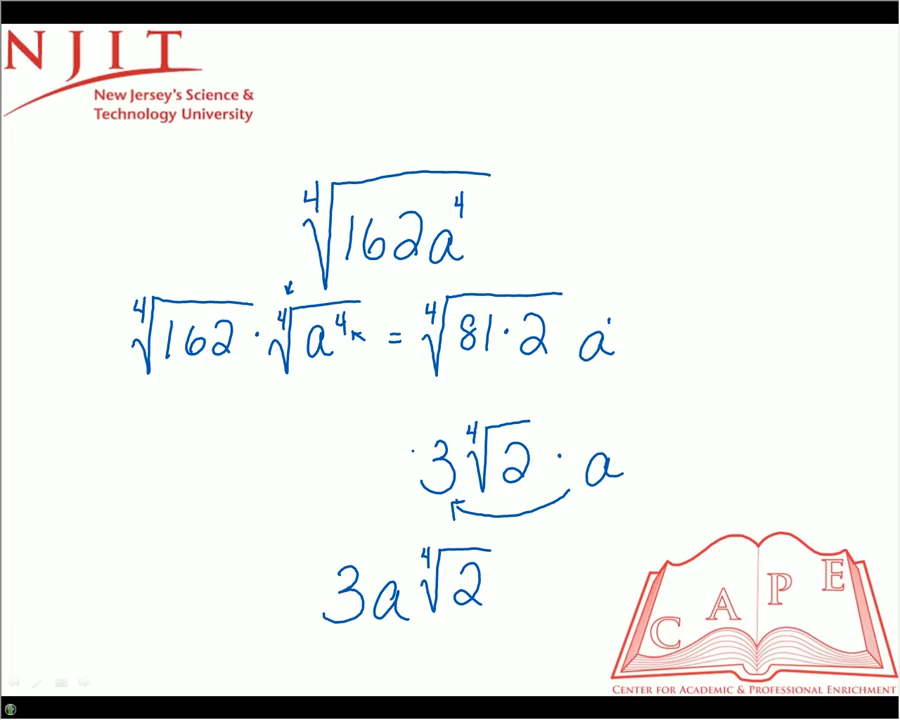 NJIT
New Jersey's Science &
Technology University
∜162a⁴
∜162 · ∜a⁴ = ∜81·2 a
3∜2 · a
3a∜2
CAPE
CENTER FOR ACADEMIC & PROFESSIONAL ENRICHMENT